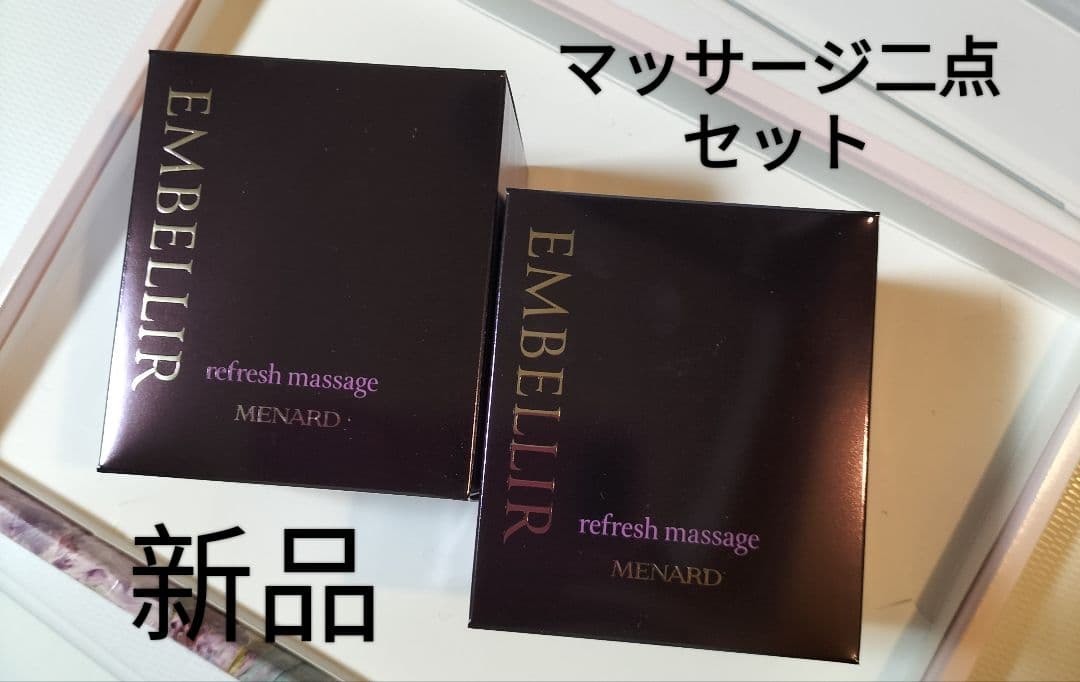 マッサージ二点
セット
EMBELLIR
refresh massage
MENARD
EMBELLIR
refresh massage
MENARD
新品